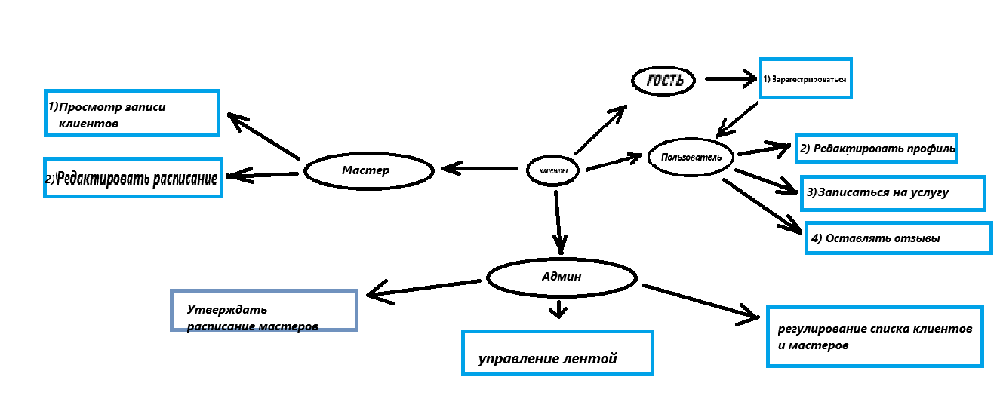 ГОСТЬ
1) Зарегестрироваться
1)Просмотр записи
клиентов
2) Редактировать профиль
Пользователь
Мастер
клиенты
2)Редактировать расписание
3)Записаться на услугу
4) Оставлять отзывы
Админ
Утверждать
расписание мастеров
регулирование списка клиентов
и мастеров
управление лентой